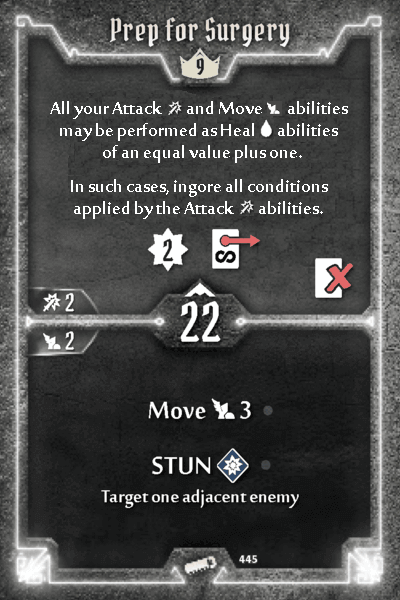 Prep for Surgery
9
All your Attack and Move abilities
may be performed as Heal abilities
of an equal value plus one.
In such cases, ingore all conditions
applied by the Attack abilities.
2
8
2
22
2
Move 3
STUN
Target one adjacent enemy
445